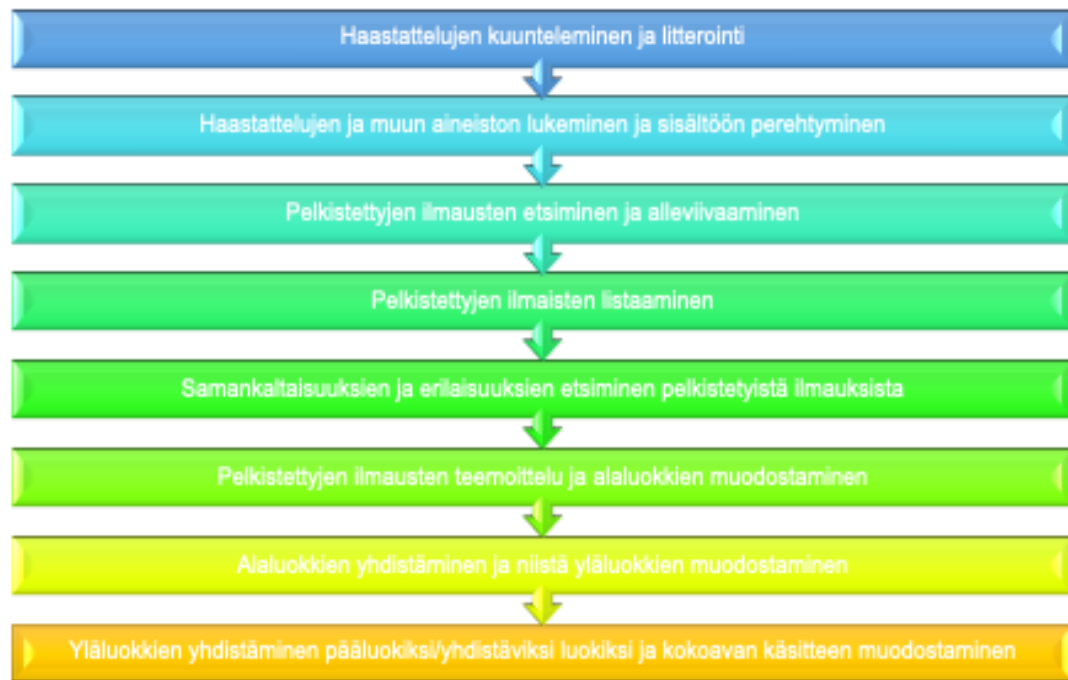 Haastattelujen kuunteleminen ja litterointi
Haastattelujen ja muun aineiston lukeminen ja sisältöön perehtyminen
Pelkistettyjen ilmausten etsiminen ja alleviivaaminen
Pelkistettyjen ilmaisten listaaminen
Samankaltaisuuksien ja erilaisuuksien etsiminen pelkistetyistä ilmauksista
Pelkistettyjen ilmausten teemoittelu ja alaluokkien muodostaminen
Alaluokkien yhdistäminen ja niistä yläluokkien muodostaminen
Yläluokkien yhdistäminen pääluokiksi/yhdistäviksi luokiksi ja kokoavan käsitteen muodostaminen